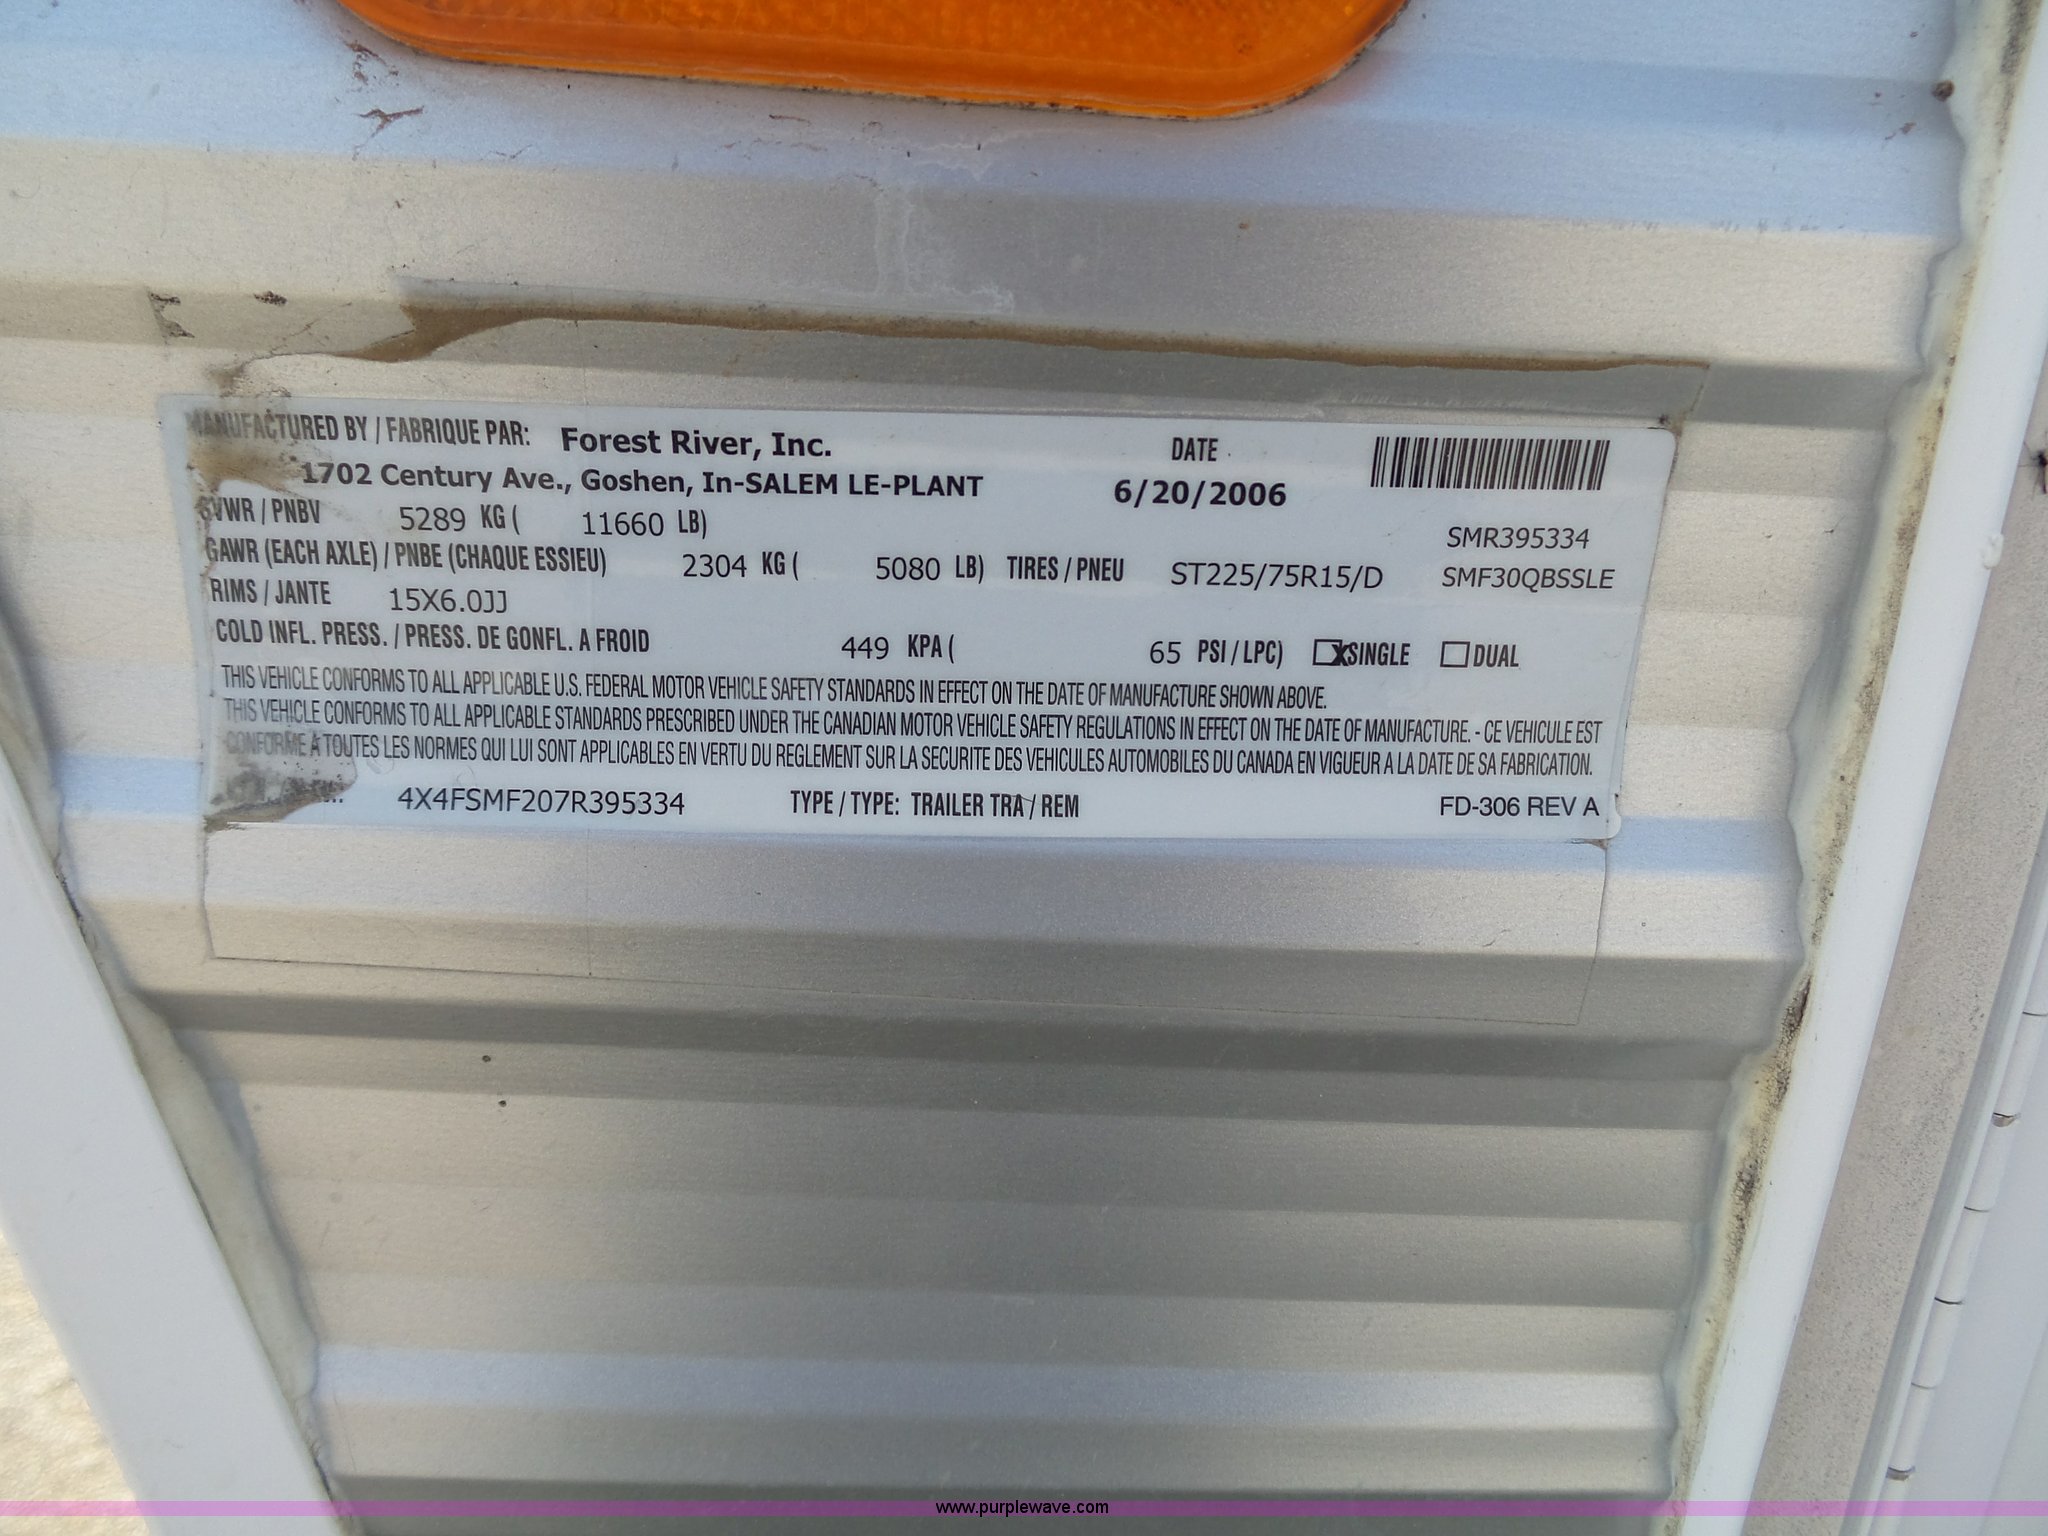 MANUFACTURED BY / FABRIQUE PAR: Forest River, Inc. DATE
1702 Century Ave., Goshen, In-SALEM LE-PLANT 6/20/2006
GVWR / PNBV 5289 KG ( 11660 LB) SMR395334
GAWR (EACH AXLE) / PNBE (CHAQUE ESSIEU) 2304 KG ( 5080 LB) TIRES / PNEU ST225/75R15/D SMF30QBSSLE
RIMS / JANTE 15X6.0JJ
COLD INFL. PRESS. / PRESS. DE GONFL. A FROID 449 KPA ( 65 PSI / LPC) X SINGLE DUAL
THIS VEHICLE CONFORMS TO ALL APPLICABLE U.S. FEDERAL MOTOR VEHICLE SAFETY STANDARDS IN EFFECT ON THE DATE OF MANUFACTURE SHOWN ABOVE.
THIS VEHICLE CONFORMS TO ALL APPLICABLE STANDARDS PRESCRIBED UNDER THE CANADIAN MOTOR VEHICLE SAFETY REGULATIONS IN EFFECT ON THE DATE OF MANUFACTURE. - CE VEHICULE EST
CONFORME A TOUTES LES NORMES QUI LUI SONT APPLICABLES EN VERTU DU REGLEMENT SUR LA SECURITE DES VEHICULES AUTOMOBILES DU CANADA EN VIGUEUR A LA DATE DE SA FABRICATION.
4X4FSMF207R395334 TYPE / TYPE: TRAILER TRA / REM FD-306 REV A
www.purplewave.com